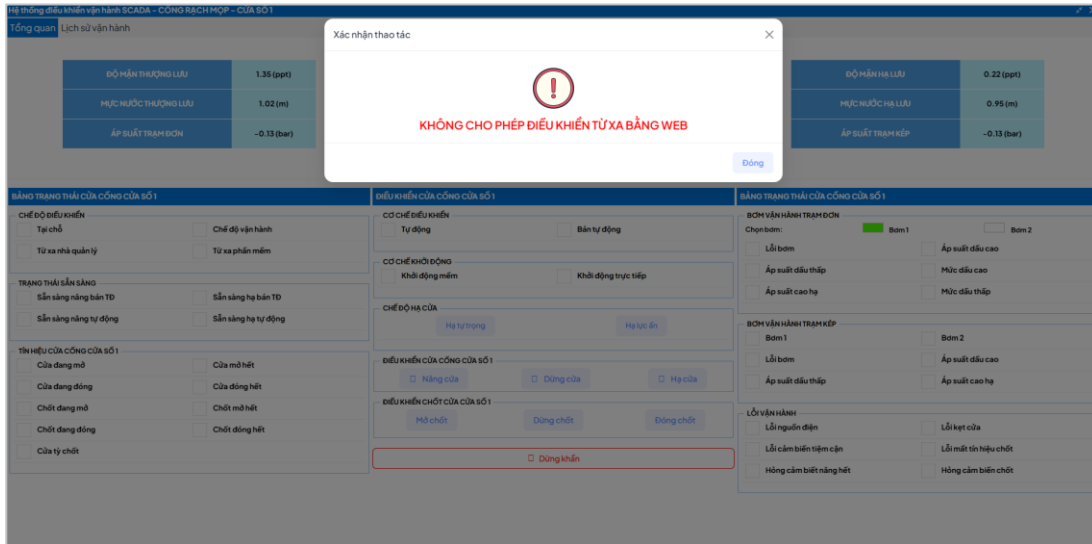 Hệ thống điều khiển vận hành SCADA - CỐNG RẠCH MỌP - CỬA SỐ 1
Tổng quan Lịch sử vận hành
Xác nhận thao tác
KHÔNG CHO PHÉP ĐIỀU KHIỂN TỪ XA BẰNG WEB
Đóng
ĐỘ MẶN THƯỢNG LƯU 1.35 (ppt)
MỰC NƯỚC THƯỢNG LƯU 1.02 (m)
ÁP SUẤT TRẠM ĐƠN -0.13 (bar)
ĐỘ MẶN HẠ LƯU 0.22 (ppt)
MỰC NƯỚC HẠ LƯU 0.95 (m)
ÁP SUẤT TRẠM KÉP -0.13 (bar)
BẢNG TRẠNG THÁI CỬA CỐNG CỬA SỐ 1
CHẾ ĐỘ ĐIỀU KHIỂN
Tại chỗ Chế độ vận hành
Từ xa nhà quản lý Từ xa phần mềm
TRẠNG THÁI SẴN SÀNG
Sẵn sàng nâng bán TĐ Sẵn sàng hạ bán TĐ
Sẵn sàng nâng tự động Sẵn sàng hạ tự động
TÍN HIỆU CỬA CỐNG CỬA SỐ 1
Cửa đang mở Cửa mở hết
Cửa đang đóng Cửa đóng hết
Chốt đang mở Chốt mở hết
Chốt đang đóng Chốt đóng hết
Cửa tỳ chốt
ĐIỀU KHIỂN CỬA CỐNG CỬA SỐ 1
CƠ CHẾ ĐIỀU KHIỂN
Tự động Bán tự động
CƠ CHẾ KHỞI ĐỘNG
Khởi động mềm Khởi động trực tiếp
CHẾ ĐỘ HẠ CỬA
Hạ tự trọng Hạ lực ấn
ĐIỀU KHIỂN CỬA CỐNG CỬA SỐ 1
Nâng cửa Dừng cửa Hạ cửa
ĐIỀU KHIỂN CHỐT CỬA CỬA SỐ 1
Mở chốt Dừng chốt Đóng chốt
Dừng khẩn
BẢNG TRẠNG THÁI CỬA CỐNG CỬA SỐ 1
BƠM VẬN HÀNH TRẠM ĐƠN
Chọn bơm: Bơm 1 Bơm 2
Lỗi bơm Áp suất dầu cao
Áp suất dầu thấp Mức dầu cao
Áp suất cao hạ Mức dầu thấp
BƠM VẬN HÀNH TRẠM KÉP
Bơm 1 Bơm 2
Lỗi bơm Áp suất dầu cao
Áp suất dầu thấp Áp suất cao hạ
LỖI VẬN HÀNH
Lỗi nguồn điện Lỗi kẹt cửa
Lỗi cảm biến tiệm cận Lỗi mất tín hiệu chốt
Hỏng cảm biết nâng hết Hỏng cảm biến chốt